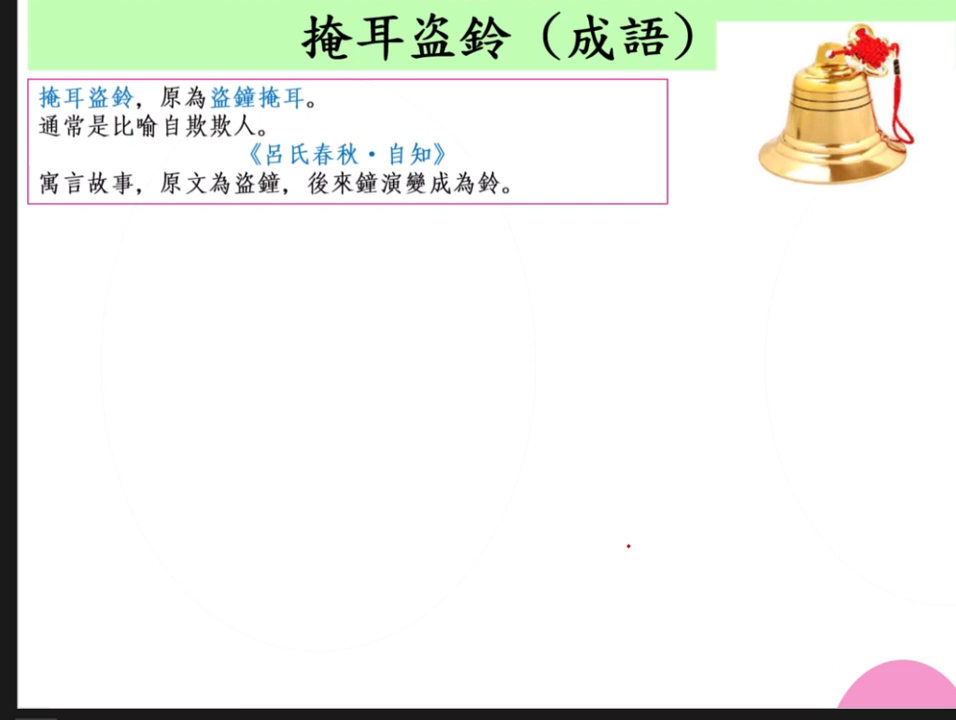 掩耳盜鈴（成語）
掩耳盜鈴，原為盜鐘掩耳。
通常是比喻自欺欺人。
《呂氏春秋·自知》
寓言故事，原文為盜鐘，後來鐘演變成為鈴。